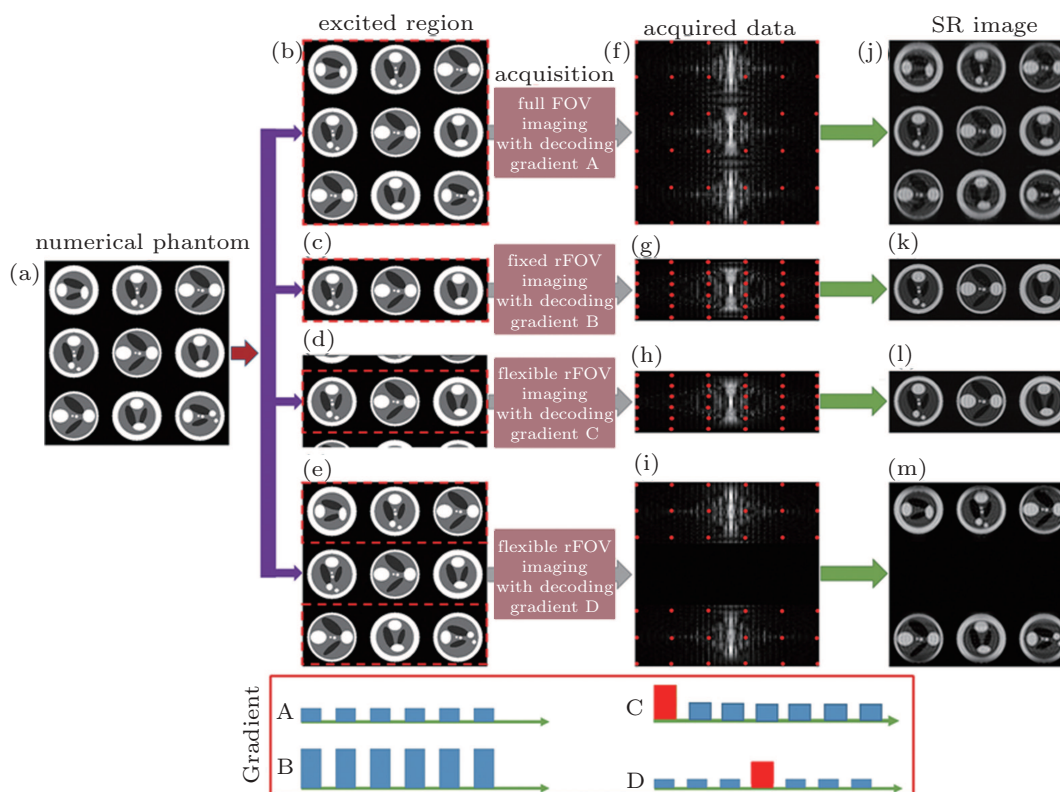 excited region
acquired data
SR image
(b)
(f)
(j)
acquisition
full FOV
imaging
with decoding
gradient A
numerical phantom
(a)
(c)
(g)
(k)
fixed rFOV
imaging
with decoding
gradient B
(d)
(h)
(l)
flexible rFOV
imaging
with decoding
gradient C
(e)
(i)
(m)
flexible rFOV
imaging
with decoding
gradient D
Gradient
A
B
C
D